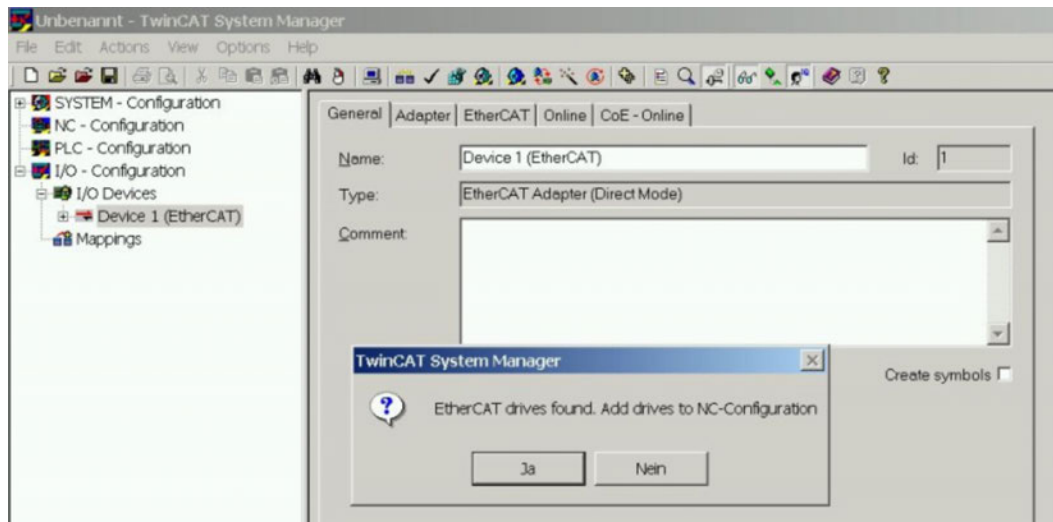 Unbenannt - TwinCAT System Manager
File Edit Actions View Options Help
SYSTEM - Configuration
NC - Configuration
PLC - Configuration
I/O - Configuration
I/O Devices
Device 1 (EtherCAT)
Mappings
General Adapter EtherCAT Online CoE - Online
Name: Device 1 (EtherCAT) Id: 1
Type: EtherCAT Adapter (Direct Mode)
Comment:
Create symbols
TwinCAT System Manager
EtherCAT drives found. Add drives to NC-Configuration
Ja Nein